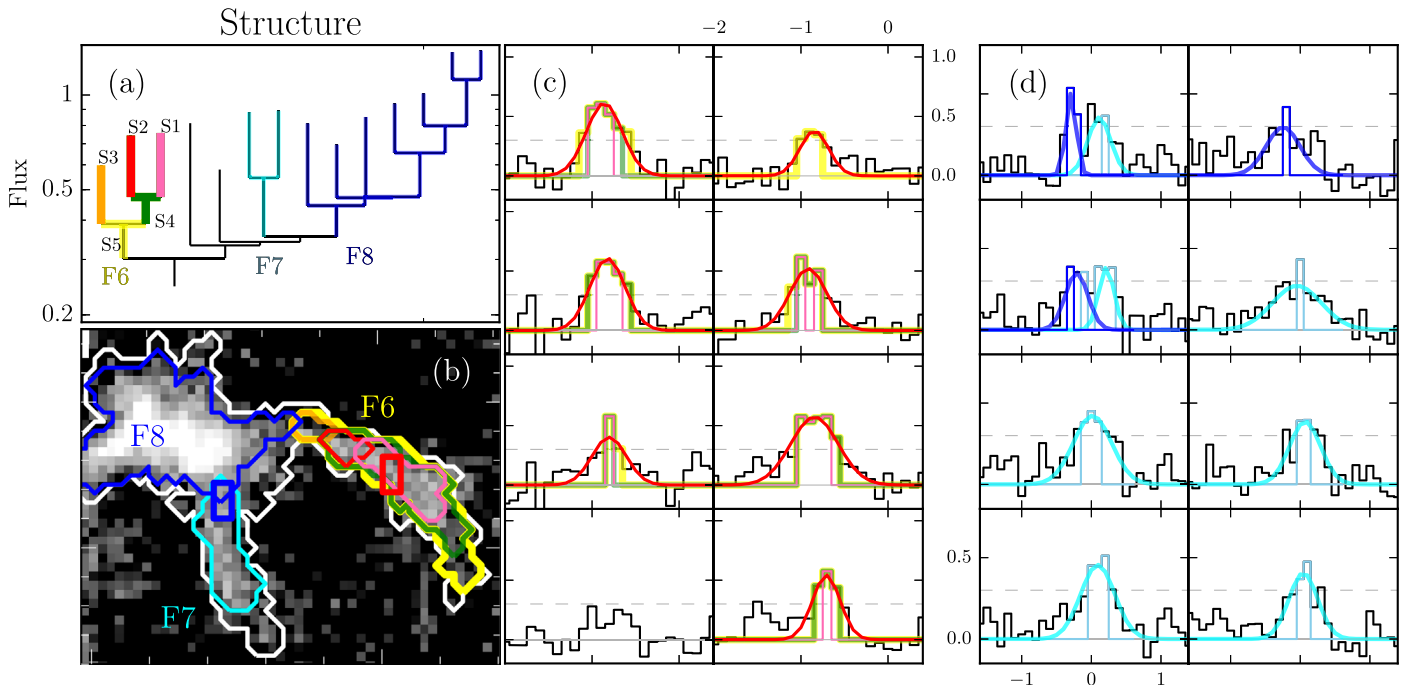 Structure
−2 −1 0
(a)
1
S2 S1
S3
0.5
S4
S5
F6
F7
F8
0.2
Flux
(b)
F6
F8
F7
(c)
1.0
0.5
0.0
(d)
0.5
0.0
−1 0 1